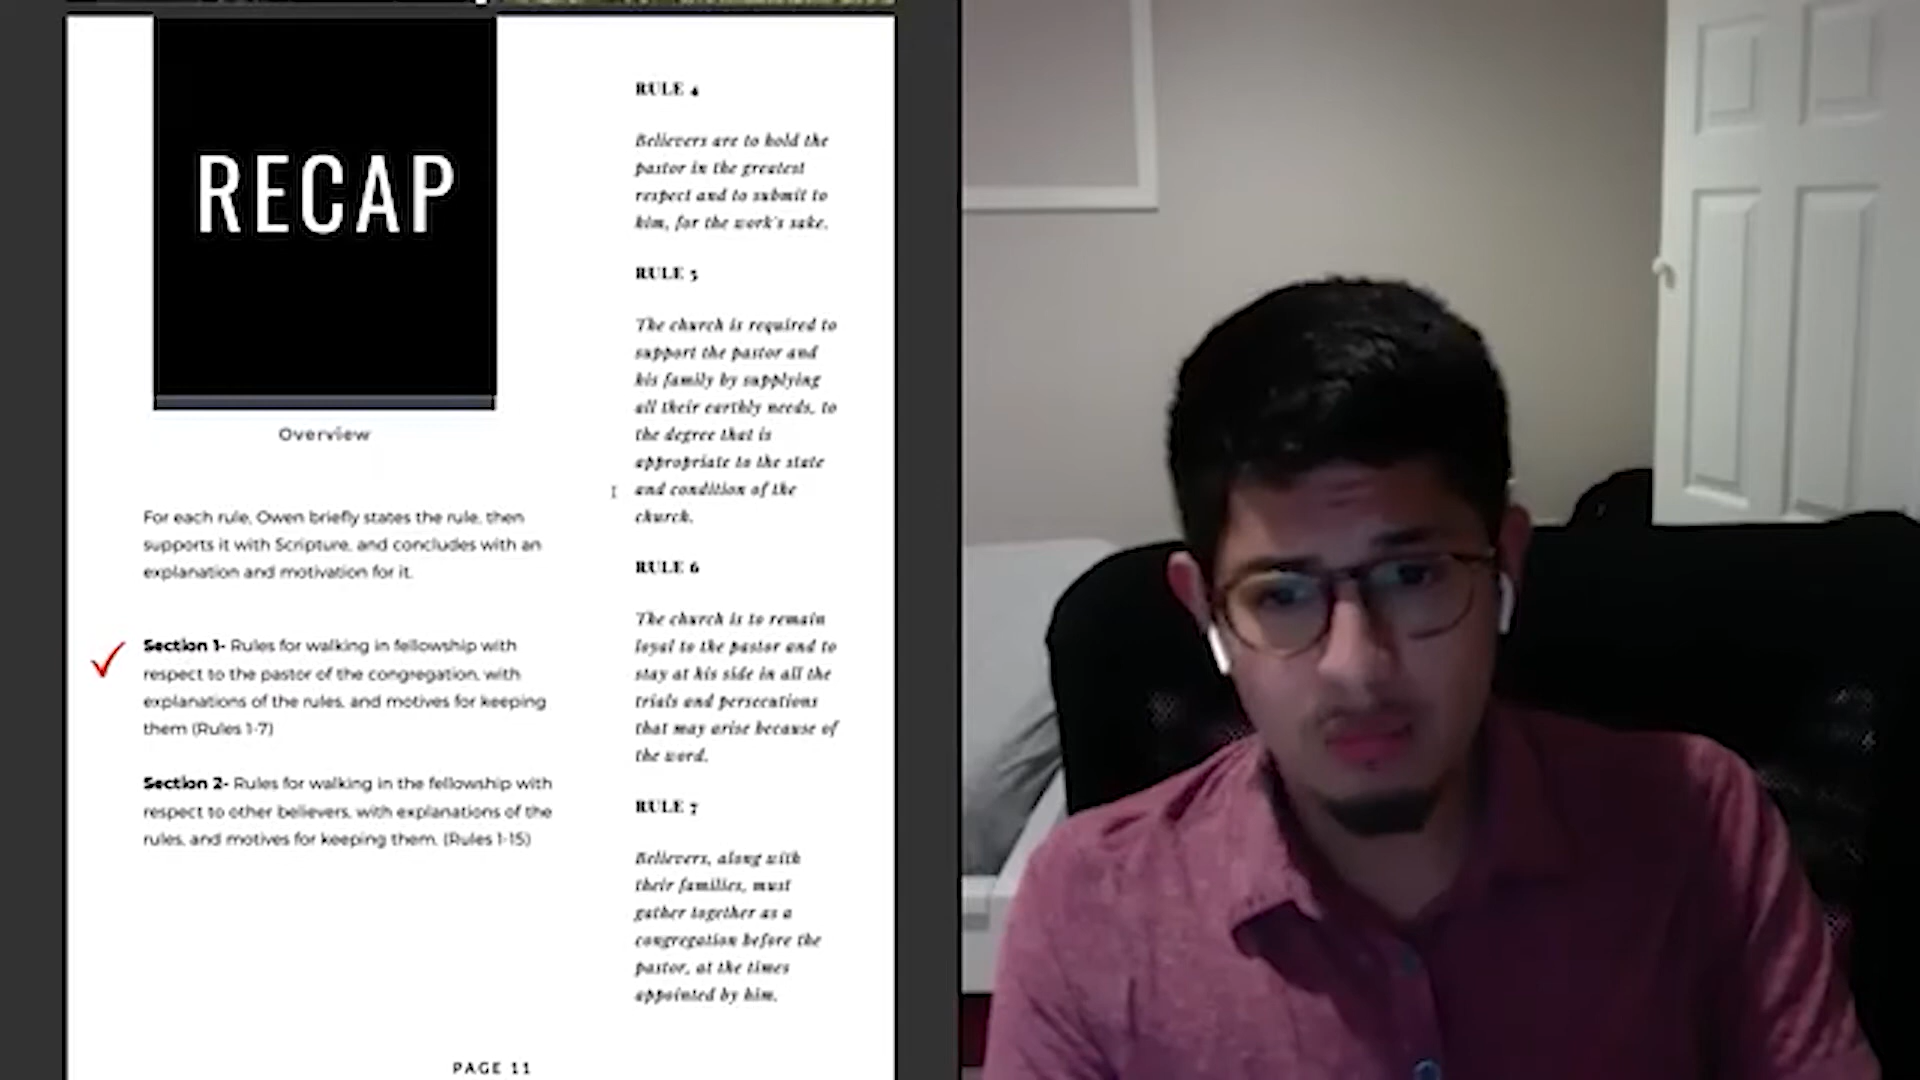 RECAP
Overview
For each rule, Owen briefly states the rule, then
supports it with Scripture, and concludes with an
explanation and motivation for it.
Section 1- Rules for walking in fellowship with
respect to the pastor of the congregation, with
explanations of the rules, and motives for keeping
them (Rules 1-7)
Section 2- Rules for walking in the fellowship with
respect to other believers, with explanations of the
rules, and motives for keeping them. (Rules 1-15)
RULE 4
Believers are to hold the
pastor in the greatest
respect and to submit to
him, for the work's sake.
RULE 5
The church is required to
support the pastor and
his family by supplying
all their earthly needs, to
the degree that is
appropriate to the state
and condition of the
church.
RULE 6
The church is to remain
loyal to the pastor and to
stay at his side in all the
trials and persecutions
that may arise because of
the word.
RULE 7
Believers, along with
their families, must
gather together as a
congregation before the
pastor, at the times
appointed by him.
PAGE 11